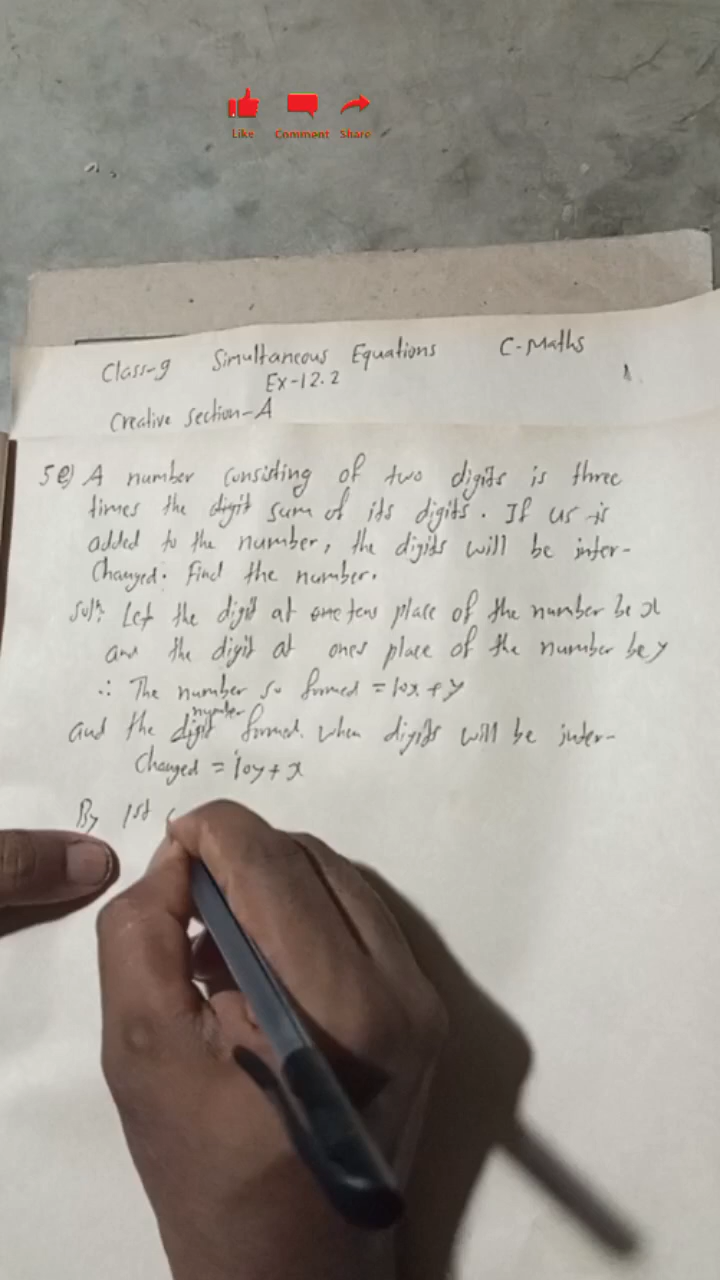 Like Comment Share
Class-9 Simultaneous Equations C-Maths
Ex-12.2
Creative section-A
5e) A number consisting of two digits is three
times the digit sum of its digits. If 45 is
added to the number, the digits will be inter-
changed. Find the number.
Solⁿ: Let the digit at tens place of the number be x
and the digit at ones place of the number be y
∴ The number so formed = 10x + y
and the number formed when digits will be inter-
changed = 10y + x
By 1st